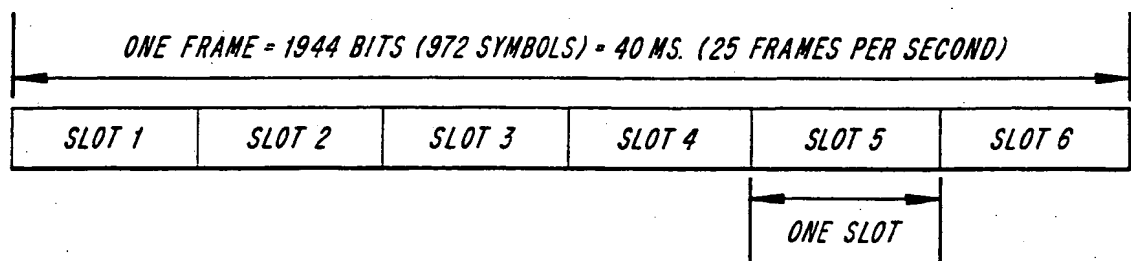 ONE FRAME = 1944 BITS (972 SYMBOLS) = 40 MS. (25 FRAMES PER SECOND)
SLOT 1 SLOT 2 SLOT 3 SLOT 4 SLOT 5 SLOT 6
ONE SLOT